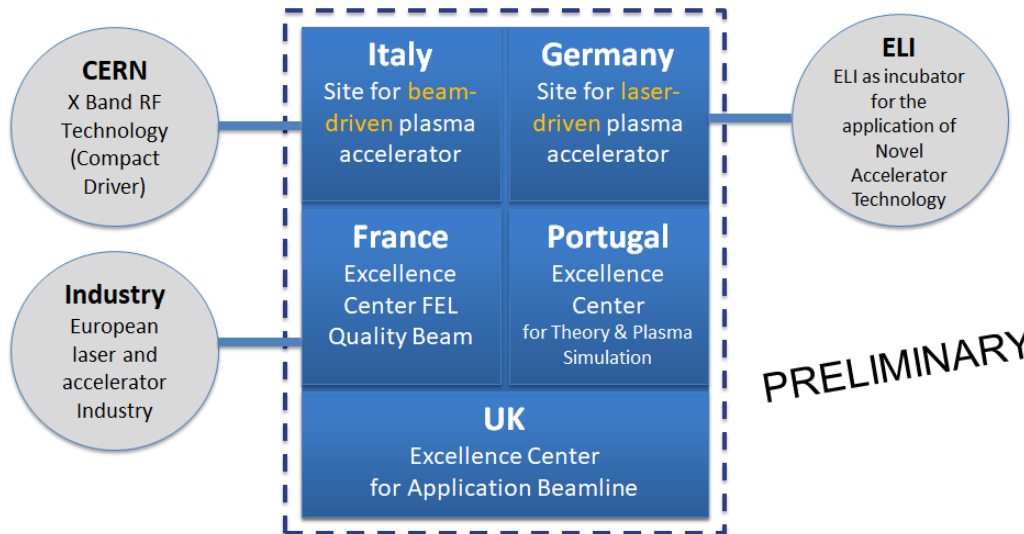 CERN
X Band RF
Technology
(Compact
Driver)
Italy
Site for beam-
driven plasma
accelerator
Germany
Site for laser-
driven plasma
accelerator
ELI
ELI as incubator
for the
application of
Novel
Accelerator
Technology
Industry
European
laser and
accelerator
Industry
France
Excellence
Center FEL
Quality Beam
Portugal
Excellence
Center
for Theory & Plasma
Simulation
PRELIMINARY
UK
Excellence Center
for Application Beamline